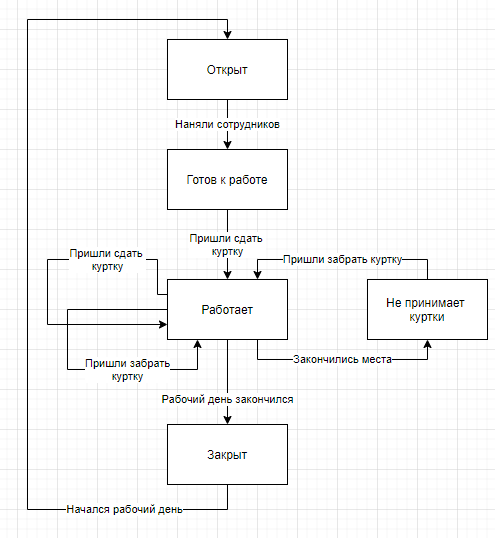 Открыт
Наняли сотрудников
Готов к работе
Пришли сдать
куртку
Пришли сдать
куртку
Пришли забрать куртку
Работает
Не принимает
куртки
Пришли забрать
куртку
Закончились места
Рабочий день закончился
Закрыт
Начался рабочий день